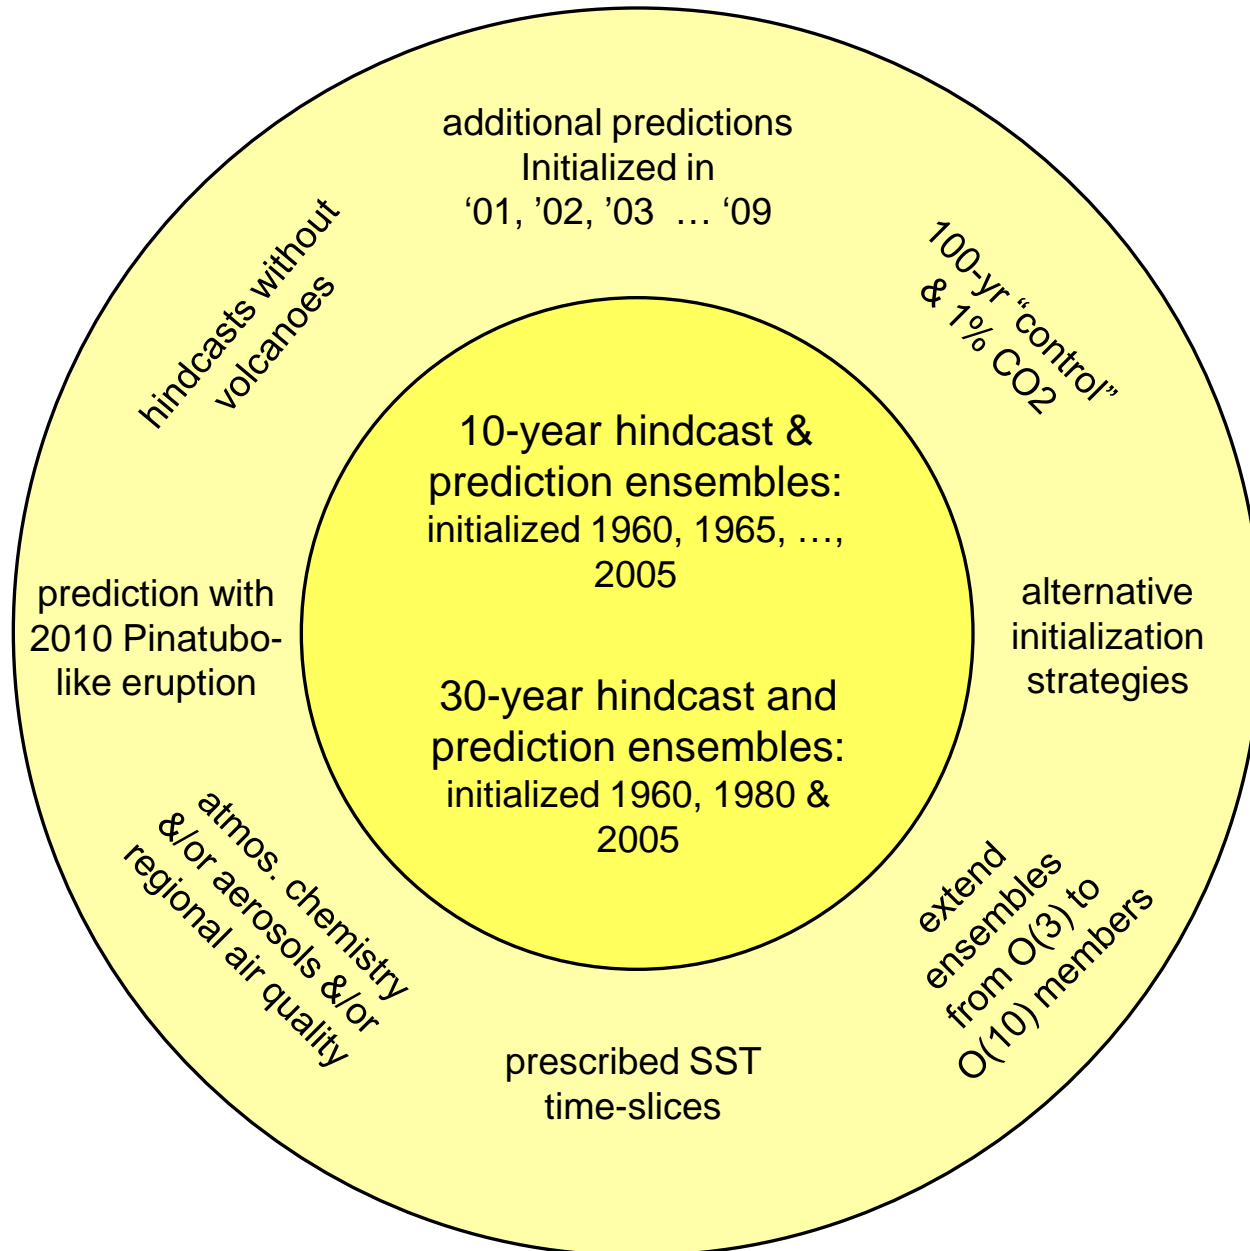 additional predictions
Initialized in
‘01, ’02, ’03 … ‘09
hindcasts without
volcanoes
100-yr “control”
& 1% CO2
10-year hindcast &
prediction ensembles:
initialized 1960, 1965, …,
2005
prediction with
2010 Pinatubo-
like eruption
alternative
initialization
strategies
30-year hindcast and
prediction ensembles:
initialized 1960, 1980 &
2005
atmos. chemistry
&/or aerosols &/or
regional air quality
extend
ensembles
from O(3) to
O(10) members
prescribed SST
time-slices